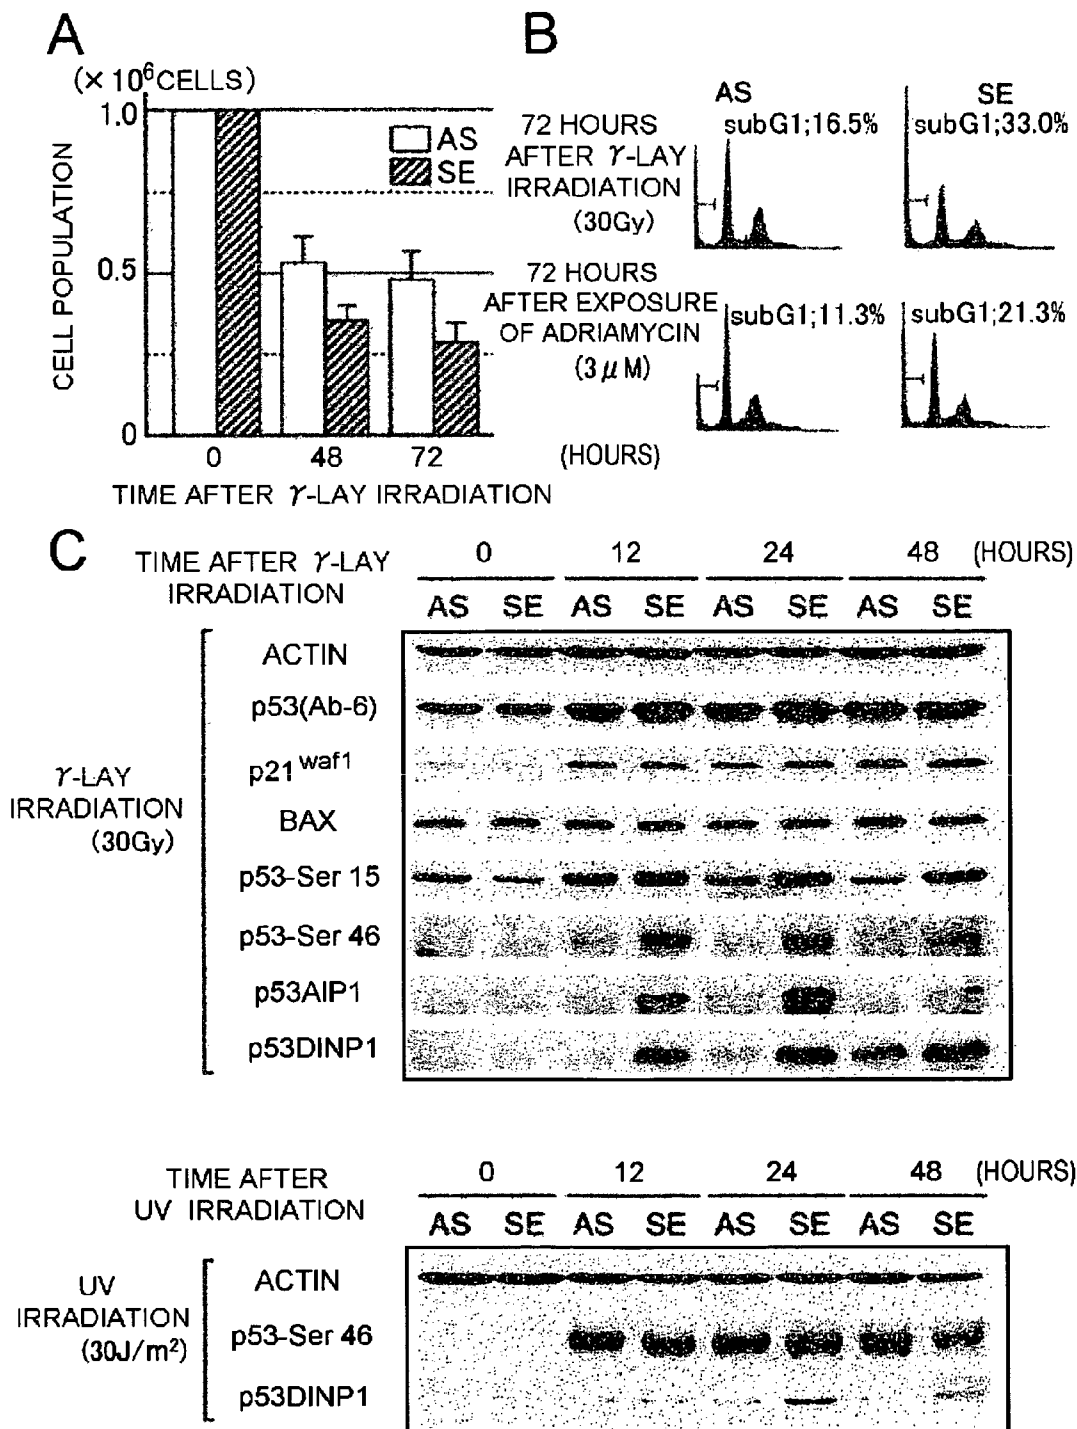 A
(×10⁶CELLS)
1.0
0.5
0
CELL POPULATION
AS
SE
0 48 72 (HOURS)
TIME AFTER γ-LAY IRRADIATION
B
AS SE
72 HOURS
AFTER γ-LAY
IRRADIATION
(30Gy)
subG1;16.5% subG1;33.0%
72 HOURS
AFTER EXPOSURE
OF ADRIAMYCIN
(3μM)
subG1;11.3% subG1;21.3%
C
TIME AFTER γ-LAY
IRRADIATION
0 12 24 48 (HOURS)
AS SE AS SE AS SE AS SE
γ-LAY
IRRADIATION
(30Gy)
ACTIN
p53(Ab-6)
p21 waf1
BAX
p53-Ser 15
p53-Ser 46
p53AIP1
p53DINP1
TIME AFTER
UV IRRADIATION
0 12 24 48 (HOURS)
AS SE AS SE AS SE AS SE
UV
IRRADIATION
(30J/m²)
ACTIN
p53-Ser 46
p53DINP1